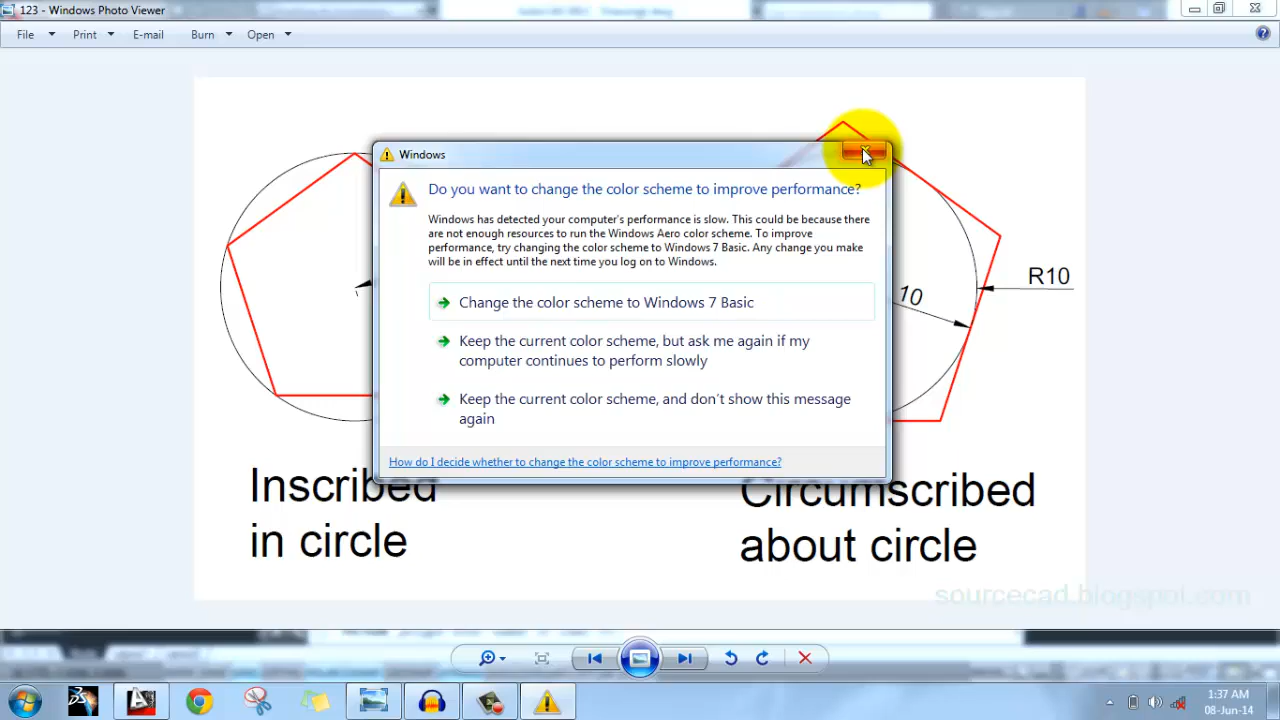 123 - Windows Photo Viewer
File Print E-mail Burn Open
Windows
Do you want to change the color scheme to improve performance?
Windows has detected your computer's performance is slow. This could be because there
are not enough resources to run the Windows Aero color scheme. To improve
performance, try changing the color scheme to Windows 7 Basic. Any change you make
will be in effect until the next time you log on to Windows.
Change the color scheme to Windows 7 Basic
Keep the current color scheme, but ask me again if my
computer continues to perform slowly
Keep the current color scheme, and don't show this message
again
How do I decide whether to change the color scheme to improve performance?
10
R10
Inscribed
in circle
Circumscribed
about circle
sourcecad.blogspot.com
1:37 AM
08-Jun-14